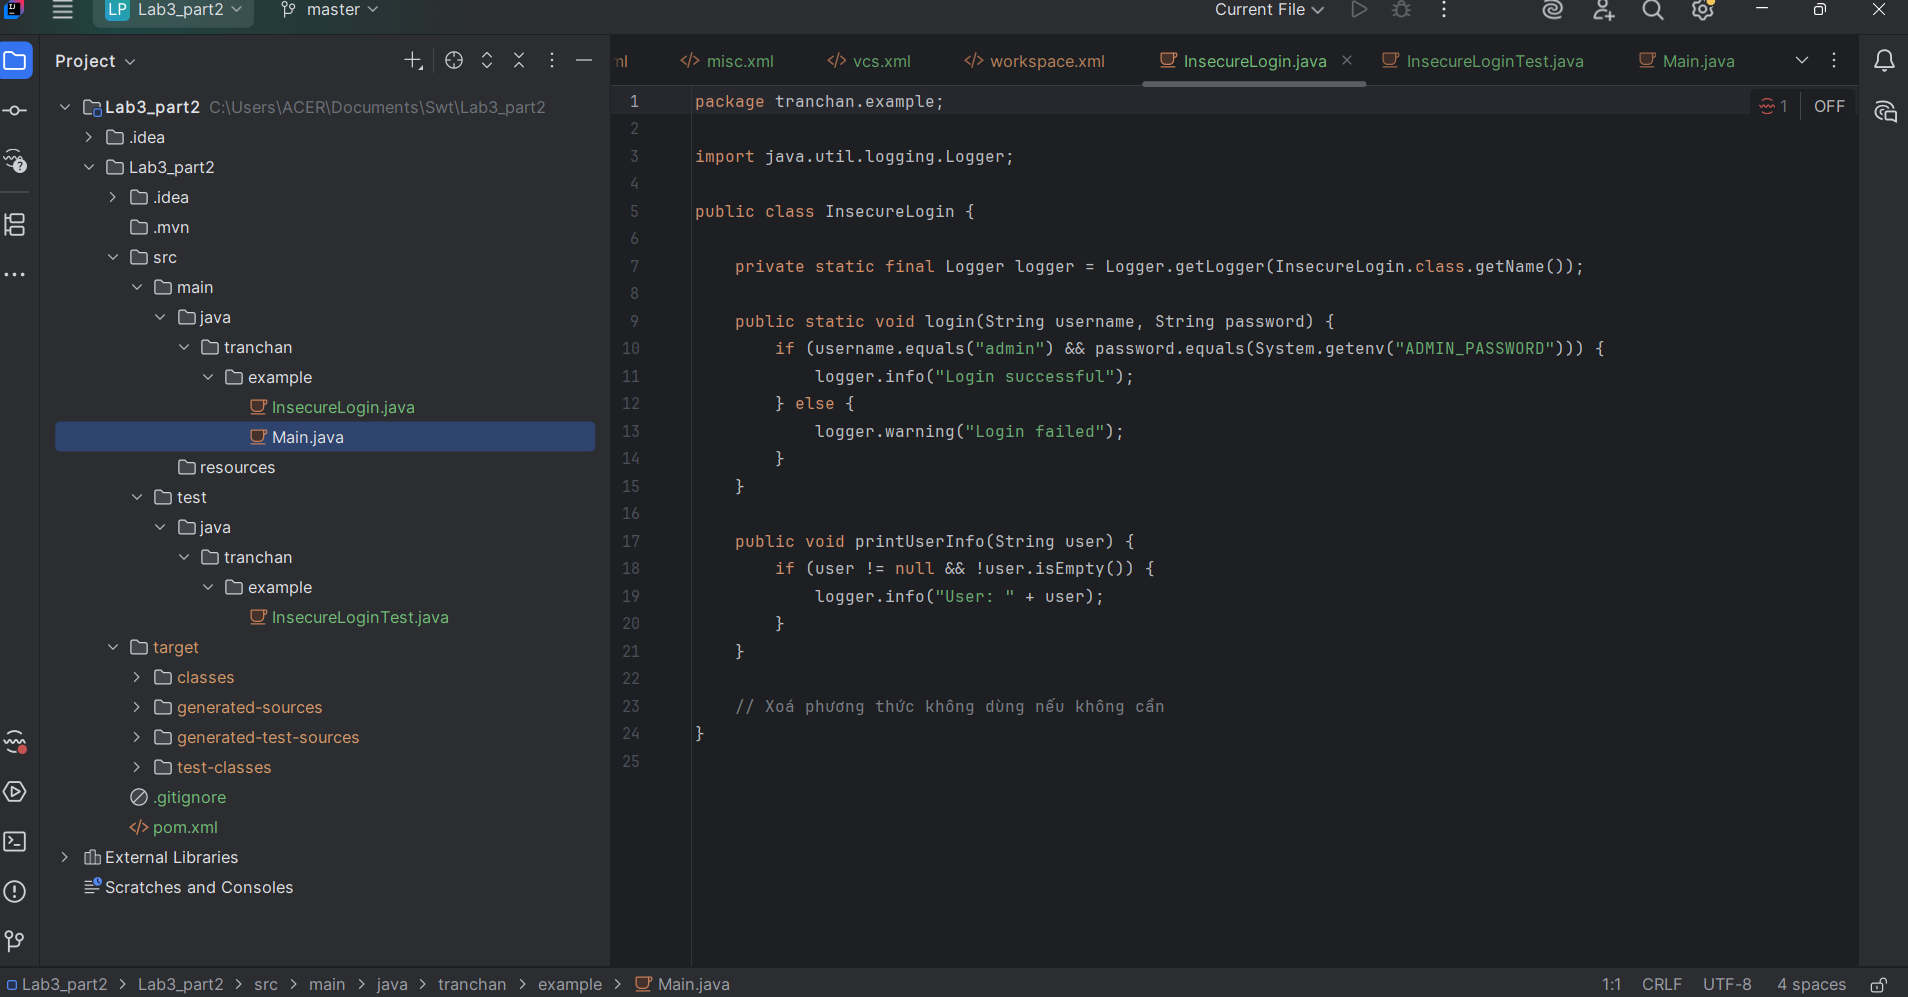 LP Lab3_part2 master Current File
Project
ml misc.xml vcs.xml workspace.xml InsecureLogin.java InsecureLoginTest.java Main.java
Lab3_part2 C:\Users\ACER\Documents\Swt\Lab3_part2
.idea
Lab3_part2
.idea
.mvn
src
main
java
tranchan
example
InsecureLogin.java
Main.java
resources
test
java
tranchan
example
InsecureLoginTest.java
target
classes
generated-sources
generated-test-sources
test-classes
.gitignore
pom.xml
External Libraries
Scratches and Consoles
1 package tranchan.example;
2
3 import java.util.logging.Logger;
4
5 public class InsecureLogin {
6
7 private static final Logger logger = Logger.getLogger(InsecureLogin.class.getName());
8
9 public static void login(String username, String password) {
10 if (username.equals("admin") && password.equals(System.getenv("ADMIN_PASSWORD"))) {
11 logger.info("Login successful");
12 } else {
13 logger.warning("Login failed");
14 }
15 }
16
17 public void printUserInfo(String user) {
18 if (user != null && !user.isEmpty()) {
19 logger.info("User: " + user);
20 }
21 }
22
23 // Xoá phương thức không dùng nếu không cần
24 }
25
1 OFF
Lab3_part2 > Lab3_part2 > src > main > java > tranchan > example > Main.java
1:1 CRLF UTF-8 4 spaces